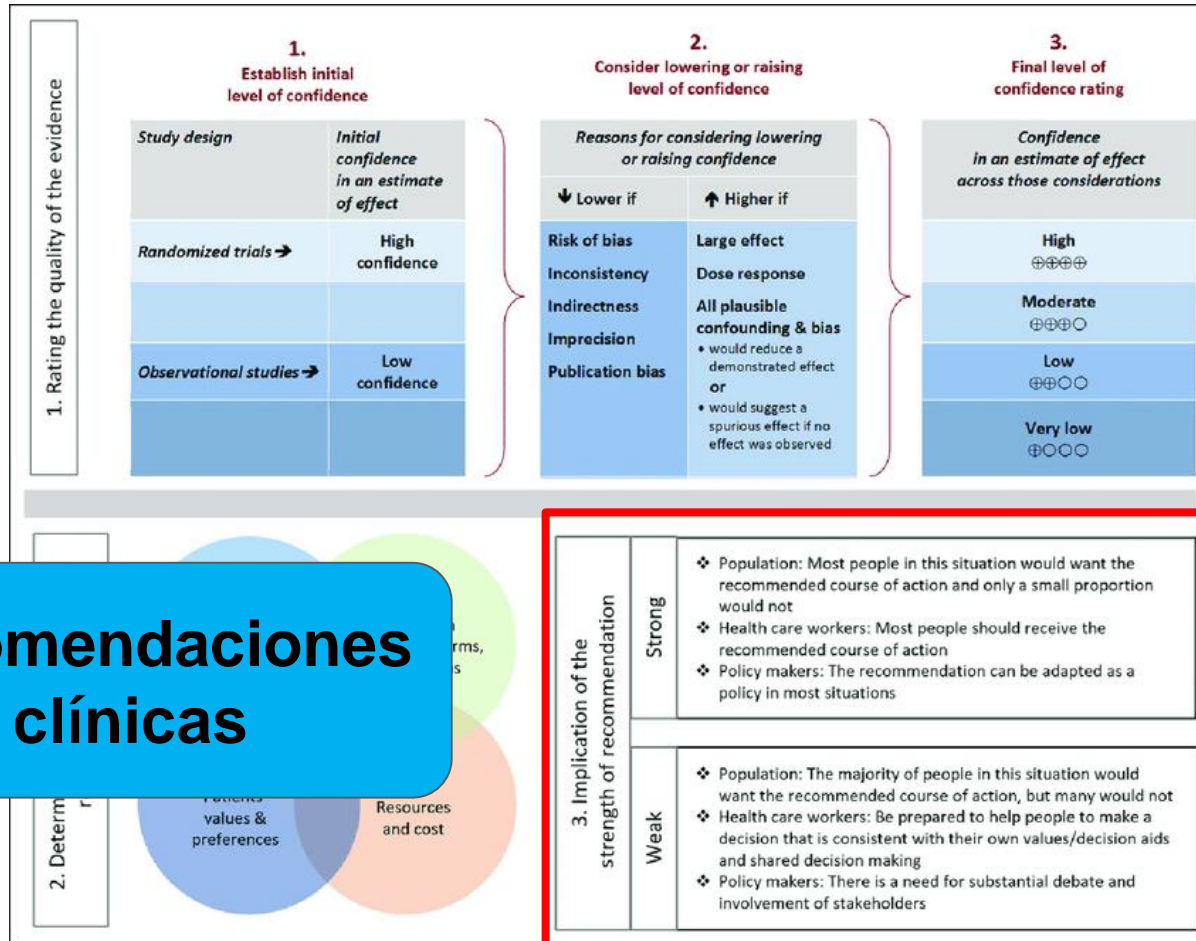 1. Rating the quality of the evidence
1.
Establish initial
level of confidence
Study design
Initial
confidence
in an estimate
of effect
Randomized trials ➔
High
confidence
Observational studies ➔
Low
confidence
2.
Consider lowering or raising
level of confidence
Reasons for considering lowering
or raising confidence
🡻 Lower if
🡹 Higher if
Risk of bias
Inconsistency
Indirectness
Imprecision
Publication bias
Large effect
Dose response
All plausible
confounding & bias
• would reduce a
demonstrated effect
or
• would suggest a
spurious effect if no
effect was observed
3.
Final level of
confidence rating
Confidence
in an estimate of effect
across those considerations
High
⊕⊕⊕⊕
Moderate
⊕⊕⊕○
Low
⊕⊕○○
Very low
⊕○○○
2. Determ
omendaciones
clínicas
rms,
s
Patients'
values &
preferences
Resources
and cost
3. Implication of the
strength of recommendation
Strong
❖ Population: Most people in this situation would want the
recommended course of action and only a small proportion
would not
❖ Health care workers: Most people should receive the
recommended course of action
❖ Policy makers: The recommendation can be adapted as a
policy in most situations
Weak
❖ Population: The majority of people in this situation would
want the recommended course of action, but many would not
❖ Health care workers: Be prepared to help people to make a
decision that is consistent with their own values/decision aids
and shared decision making
❖ Policy makers: There is a need for substantial debate and
involvement of stakeholders